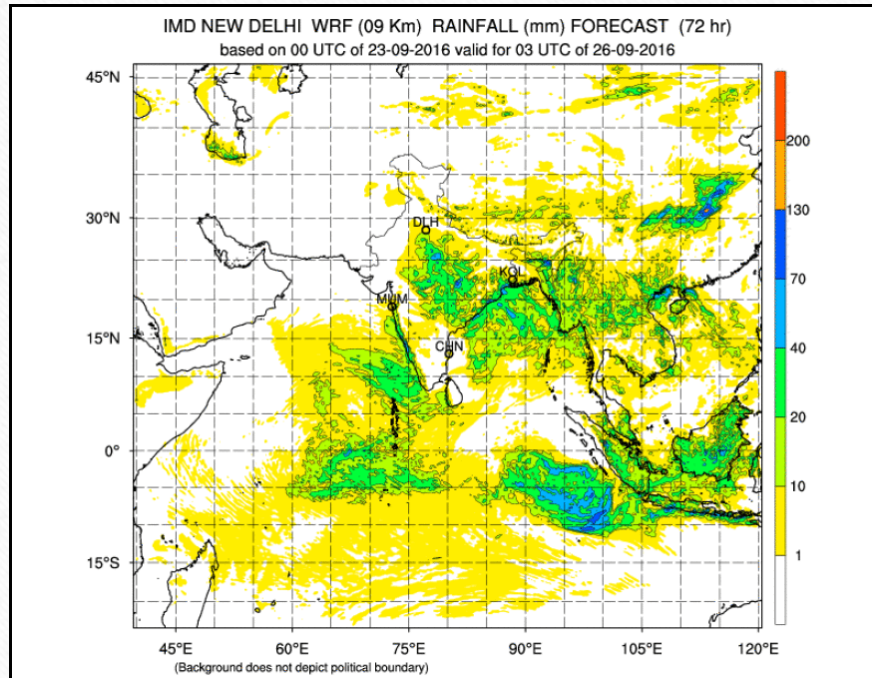 IMD NEW DELHI WRF (09 Km) RAINFALL (mm) FORECAST (72 hr)
based on 00 UTC of 23-09-2016 valid for 03 UTC of 26-09-2016
45°N
30°N
15°N
0°
15°S
DLH
KOL
MUM
CHN
200
130
70
40
20
10
1
45°E 60°E 75°E 90°E 105°E 120°E
(Background does not depict political boundary)